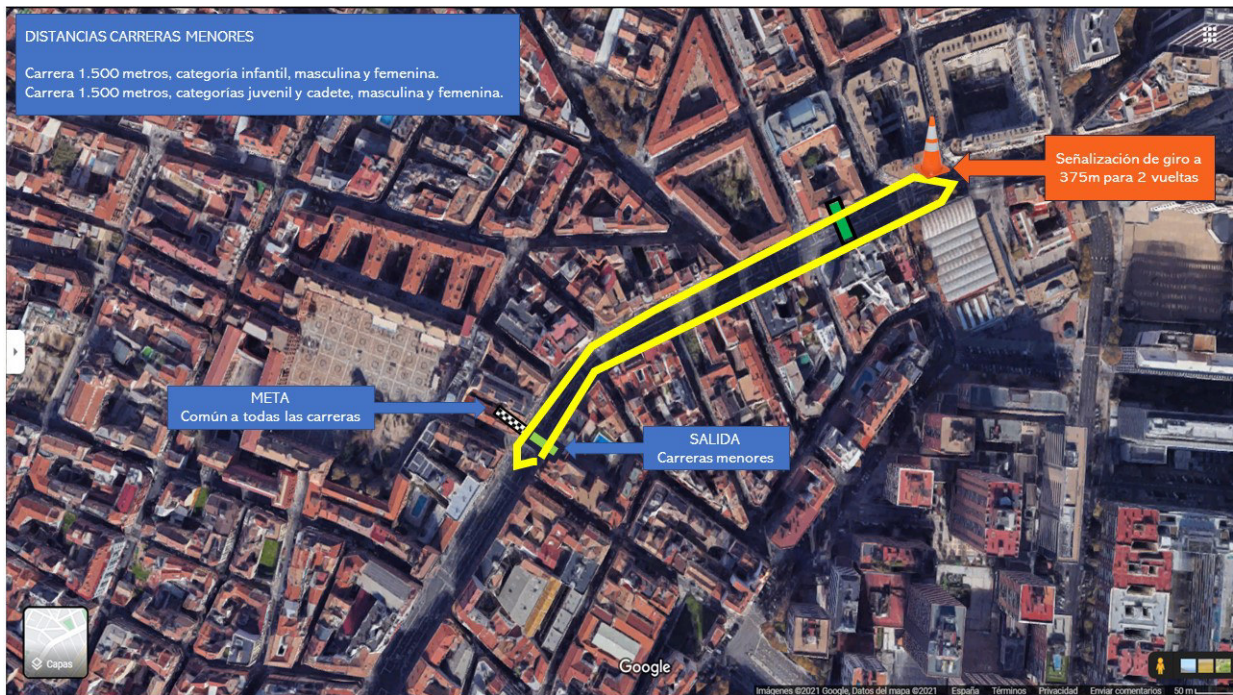 DISTANCIAS CARRERAS MENORES
Carrera 1.500 metros, categoría infantil, masculina y femenina.
Carrera 1.500 metros, categorías juvenil y cadete, masculina y femenina.
Señalización de giro a
375m para 2 vueltas
META
Común a todas las carreras
SALIDA
Carreras menores
Capas
Google
Imágenes ©2021 Google, Datos del mapa ©2021 España Términos Privacidad Enviar comentarios 50 m